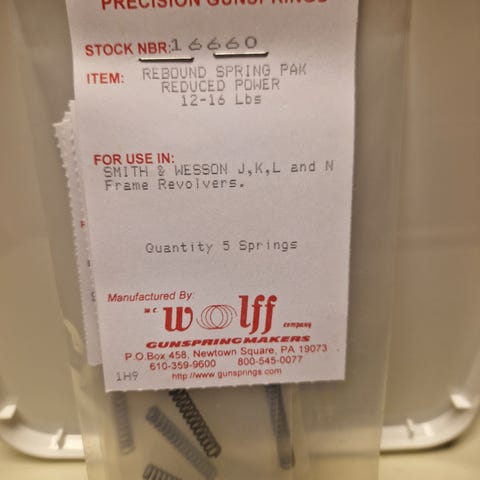 PRECISION GUNSPRINGS
STOCK NBR: 16660
ITEM: REBOUND SPRING PAK
REDUCED POWER
12-16 Lbs
FOR USE IN:
SMITH & WESSON J,K,L and N
Frame Revolvers.
Quantity 5 Springs
Manufactured By:
W.C. Wolff company
GUNSPRINGMAKERS
P.O.Box 458, Newtown Square, PA 19073
610-359-9600 800-545-0077
1H9 http://www.gunsprings.com